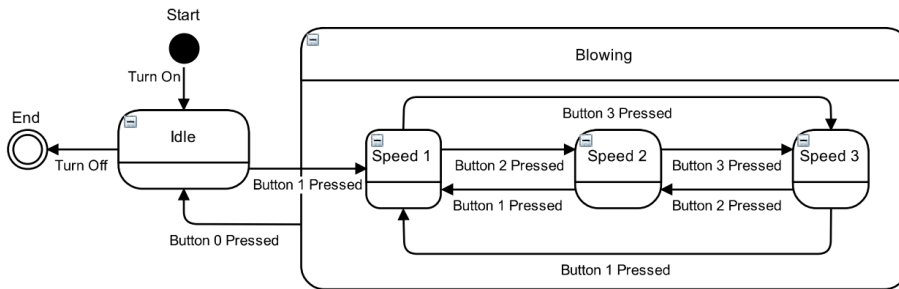 Start
Turn On
Blowing
End
Idle
Turn Off
Button 1 Pressed
Button 0 Pressed
Button 3 Pressed
Speed 1
Button 2 Pressed
Speed 2
Button 3 Pressed
Speed 3
Button 1 Pressed
Button 2 Pressed
Button 1 Pressed